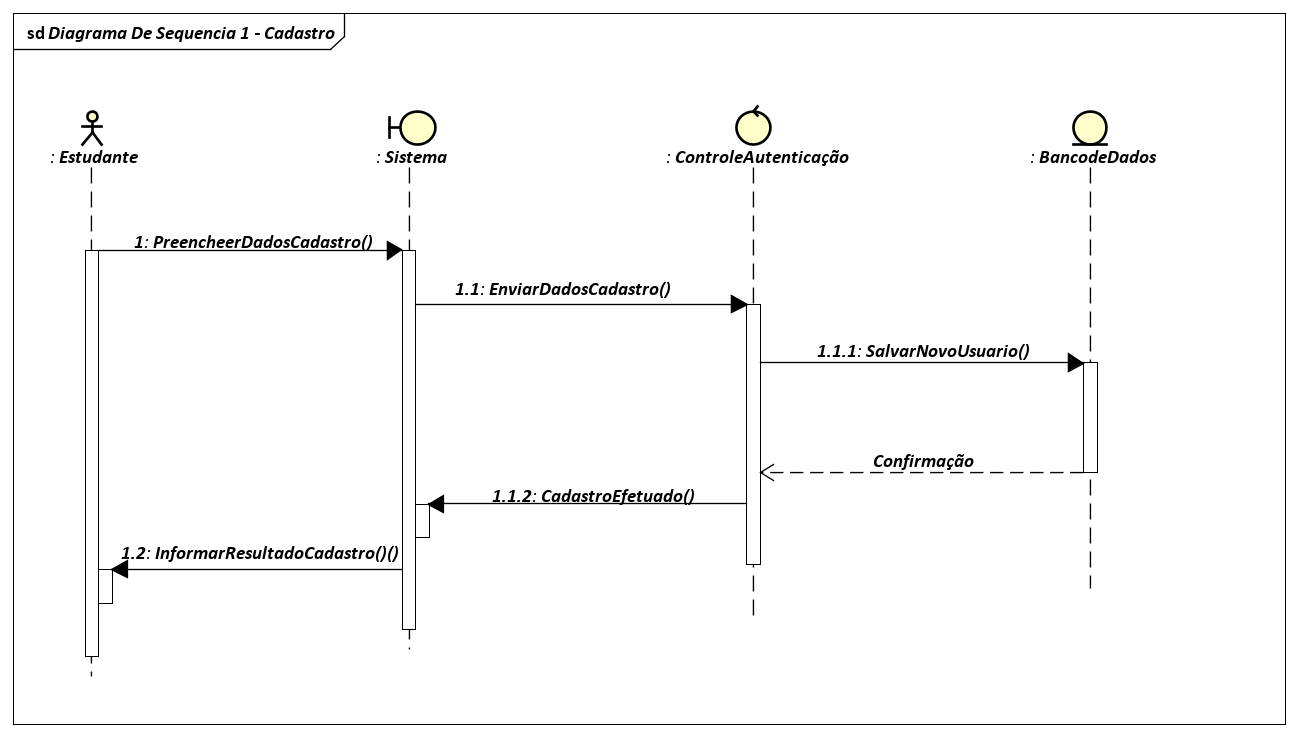 sd Diagrama De Sequencia 1 - Cadastro
: Estudante
: Sistema
: ControleAutenticação
: BancodeDados
1: PreencheerDadosCadastro()
1.1: EnviarDadosCadastro()
1.1.1: SalvarNovoUsuario()
Confirmação
1.1.2: CadastroEfetuado()
1.2: InformarResultadoCadastro()()